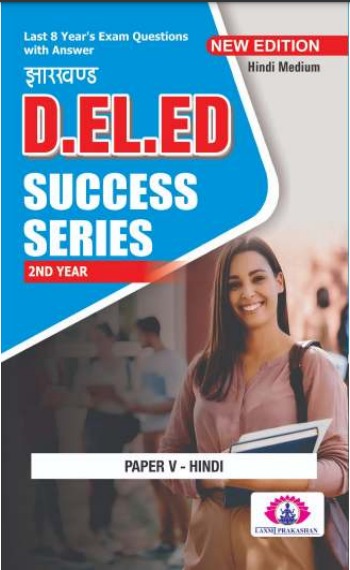 Last 8 Year's Exam Questions
with Answer
NEW EDITION
Hindi Medium
झारखण्ड
D.EL.ED
SUCCESS
SERIES
2ND YEAR
PAPER V - HINDI
LAXMI PRAKASHAN